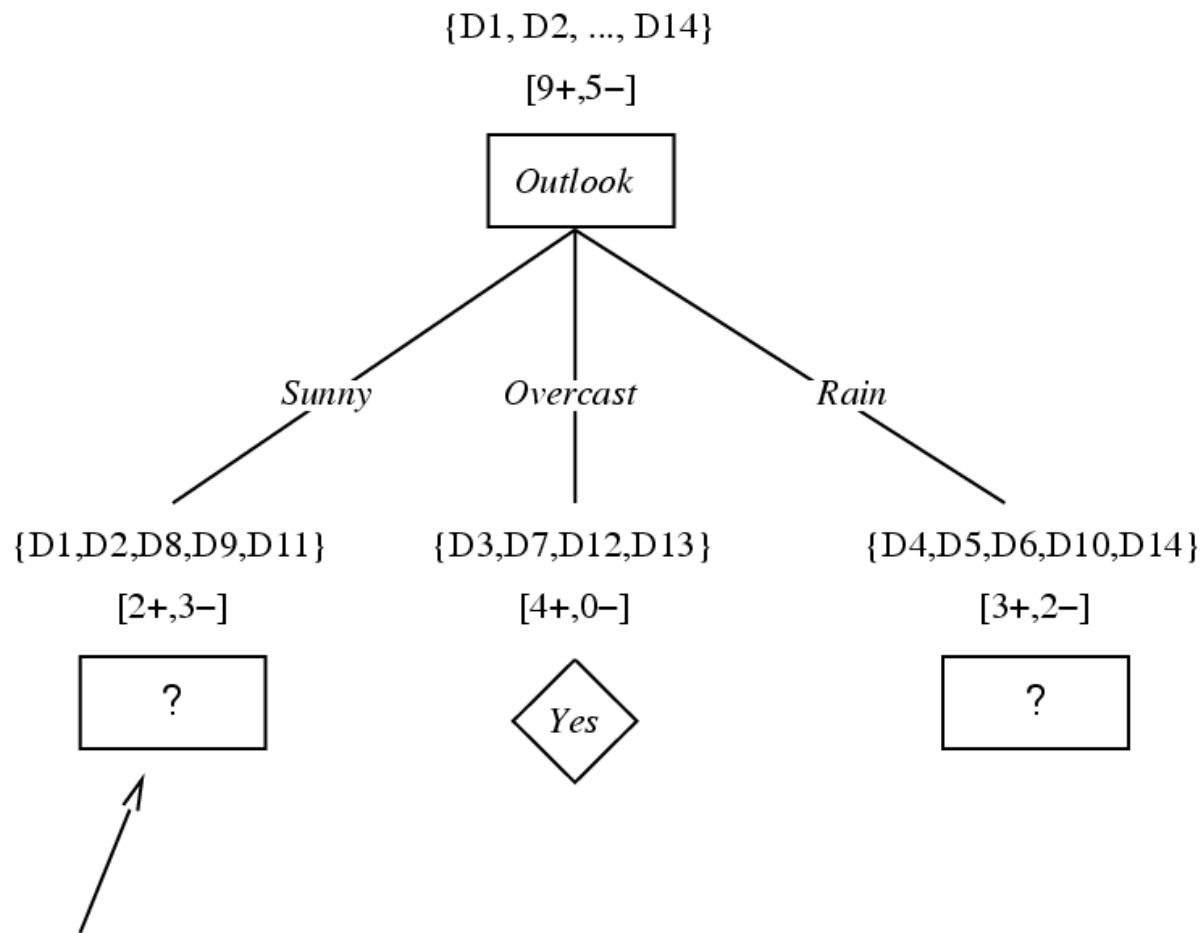 {D1, D2, ..., D14}
[9+,5−]
Outlook
Sunny
Overcast
Rain
{D1,D2,D8,D9,D11}
{D3,D7,D12,D13}
{D4,D5,D6,D10,D14}
[2+,3−]
[4+,0−]
[3+,2−]
?
Yes
?